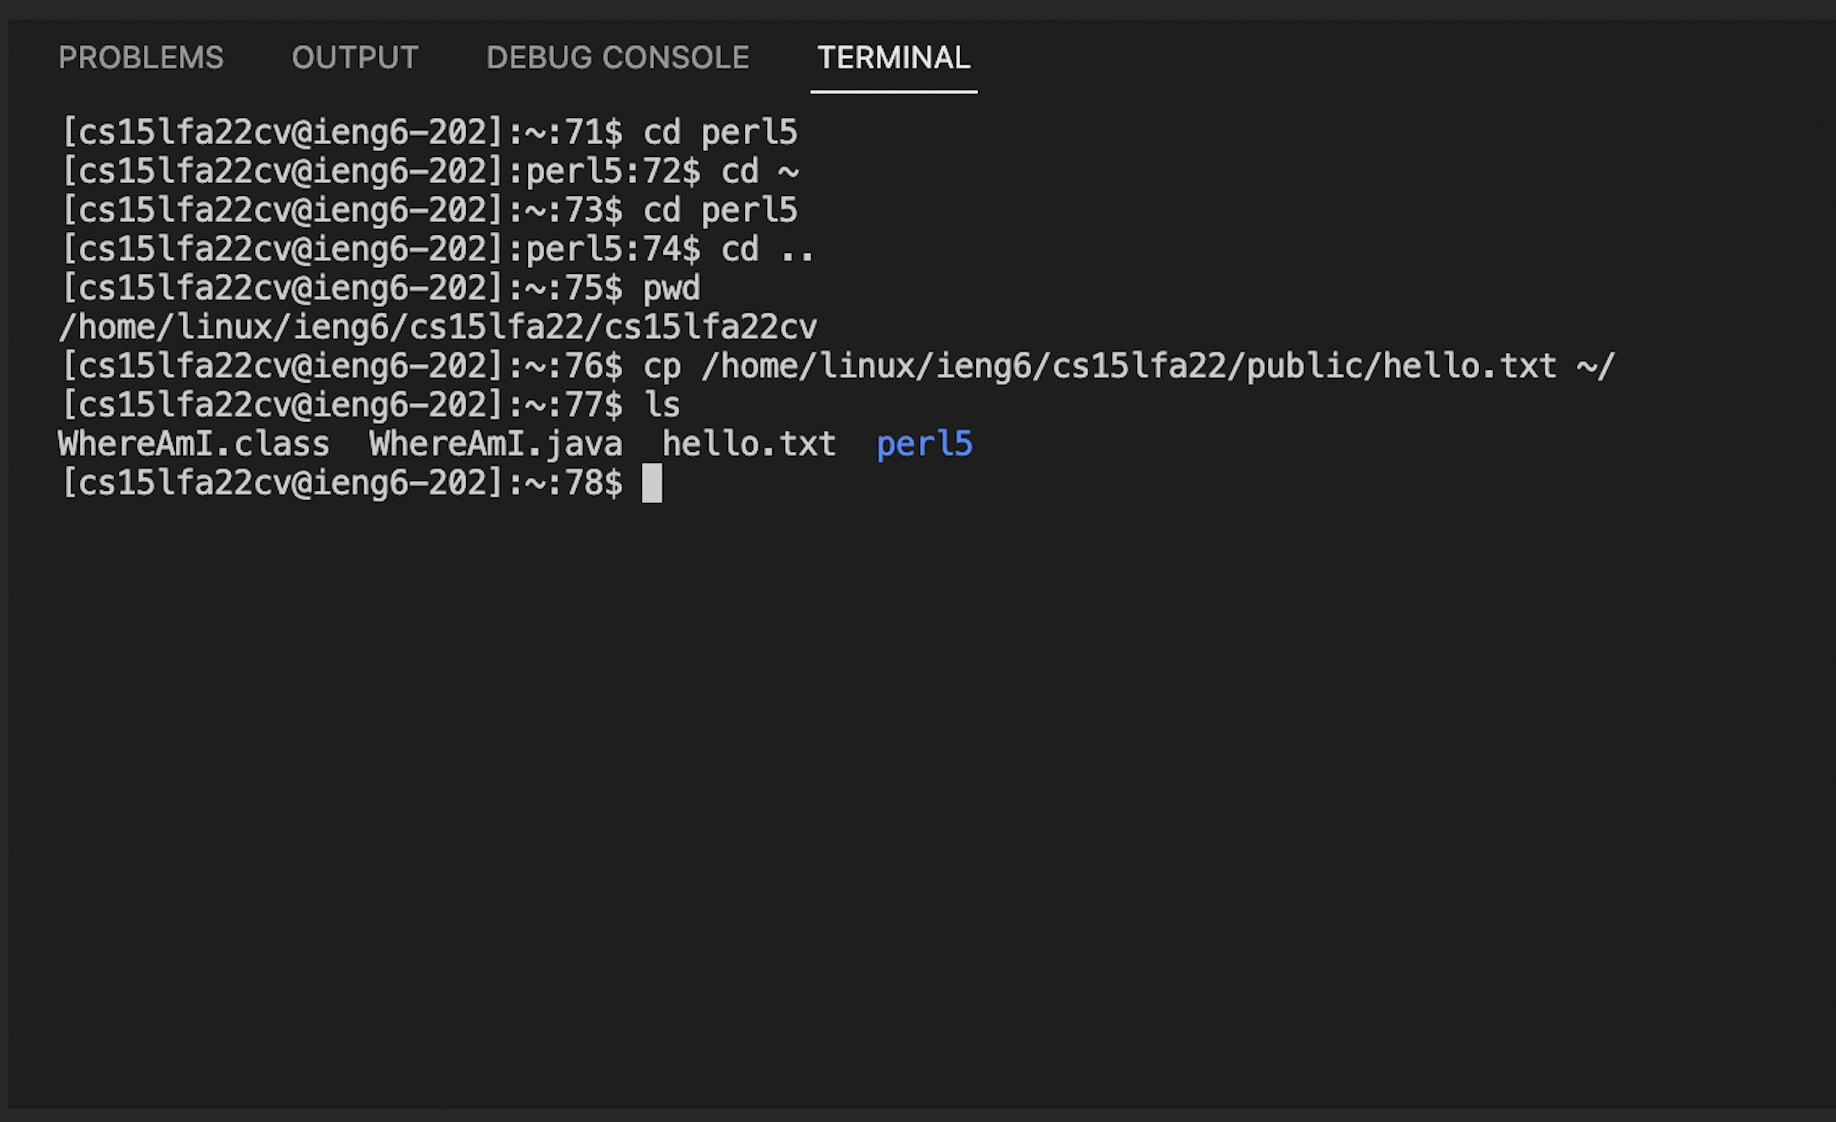 PROBLEMS OUTPUT DEBUG CONSOLE TERMINAL
[cs15lfa22cv@ieng6-202]:~:71$ cd perl5
[cs15lfa22cv@ieng6-202]:perl5:72$ cd ~
[cs15lfa22cv@ieng6-202]:~:73$ cd perl5
[cs15lfa22cv@ieng6-202]:perl5:74$ cd ..
[cs15lfa22cv@ieng6-202]:~:75$ pwd
/home/linux/ieng6/cs15lfa22/cs15lfa22cv
[cs15lfa22cv@ieng6-202]:~:76$ cp /home/linux/ieng6/cs15lfa22/public/hello.txt ~/
[cs15lfa22cv@ieng6-202]:~:77$ ls
WhereAmI.class  WhereAmI.java  hello.txt  perl5
[cs15lfa22cv@ieng6-202]:~:78$